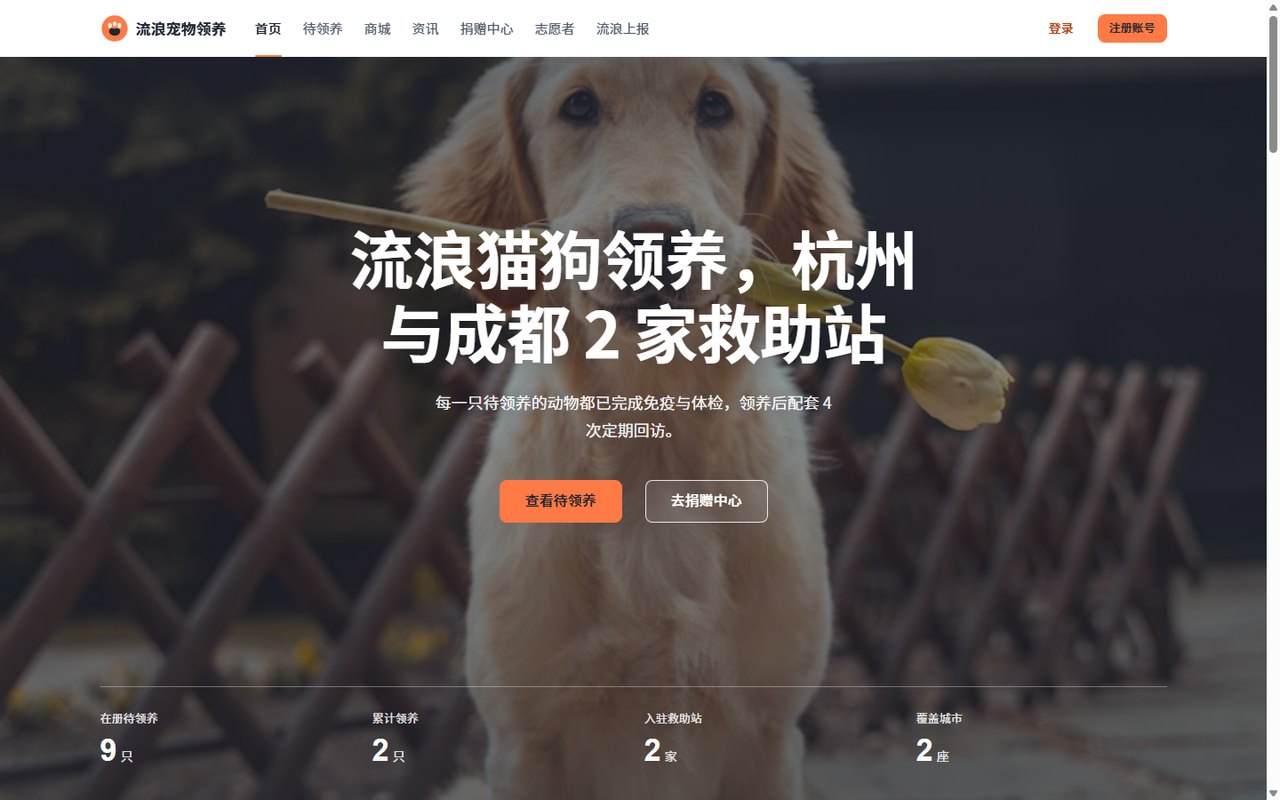 流浪宠物领养
首页
待领养
商城
资讯
捐赠中心
志愿者
流浪上报
登录
注册账号
流浪猫狗领养，杭州
与成都 2 家救助站
每一只待领养的动物都已完成免疫与体检，领养后配套 4
次定期回访。
查看待领养
去捐赠中心
在册待领养
9 只
累计领养
2 只
入驻救助站
2 家
覆盖城市
2 座